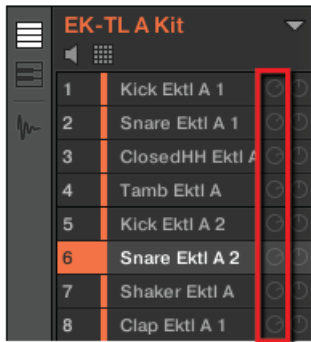 EK-TL A Kit
1 Kick Ektl A 1
2 Snare Ektl A 1
3 ClosedHH Ektl A
4 Tamb Ektl A
5 Kick Ektl A 2
6 Snare Ektl A 2
7 Shaker Ektl A
8 Clap Ektl A 1